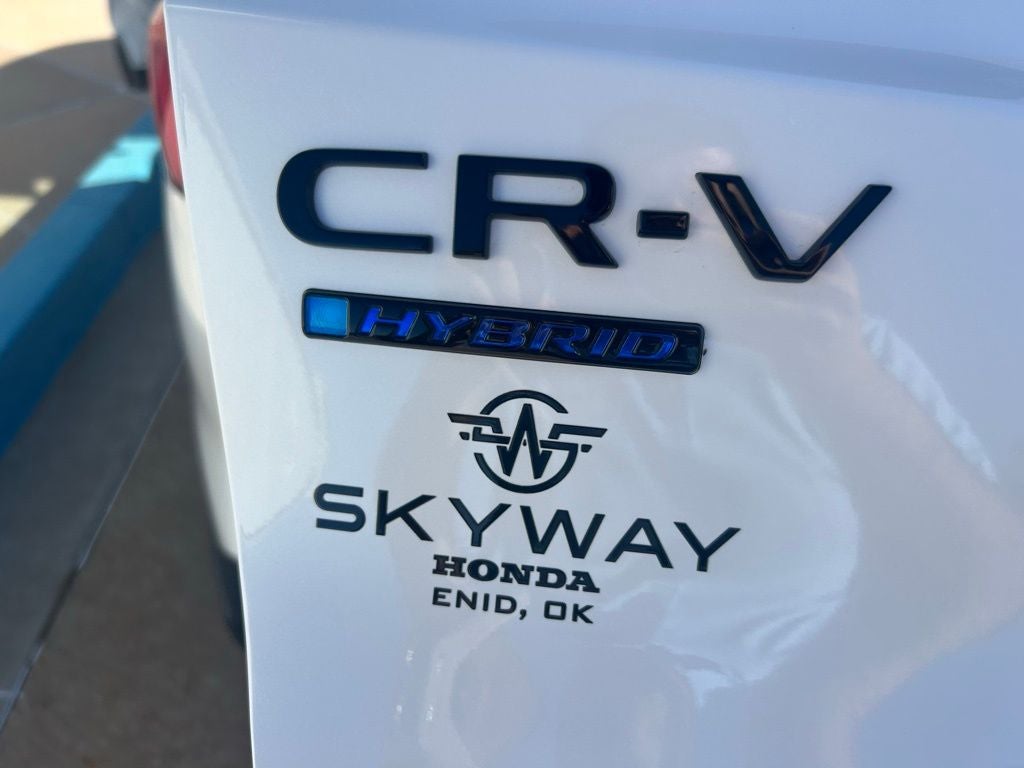 CR-V
HYBRID
SKYWAY
HONDA
ENID, OK